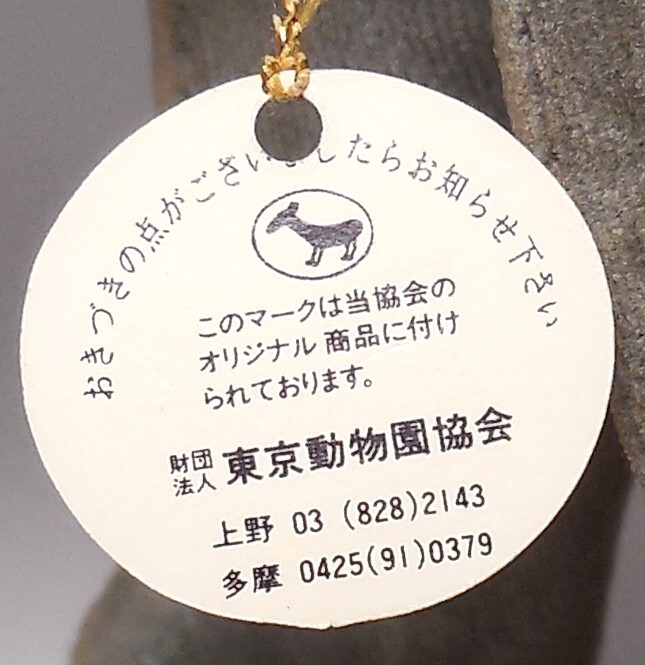 おきづきの点がございましたらお知らせ下さい
このマークは当協会の
オリジナル商品に付け
られております。
財団法人 東京動物園協会
上野 03 (828)2143
多摩 0425(91)0379